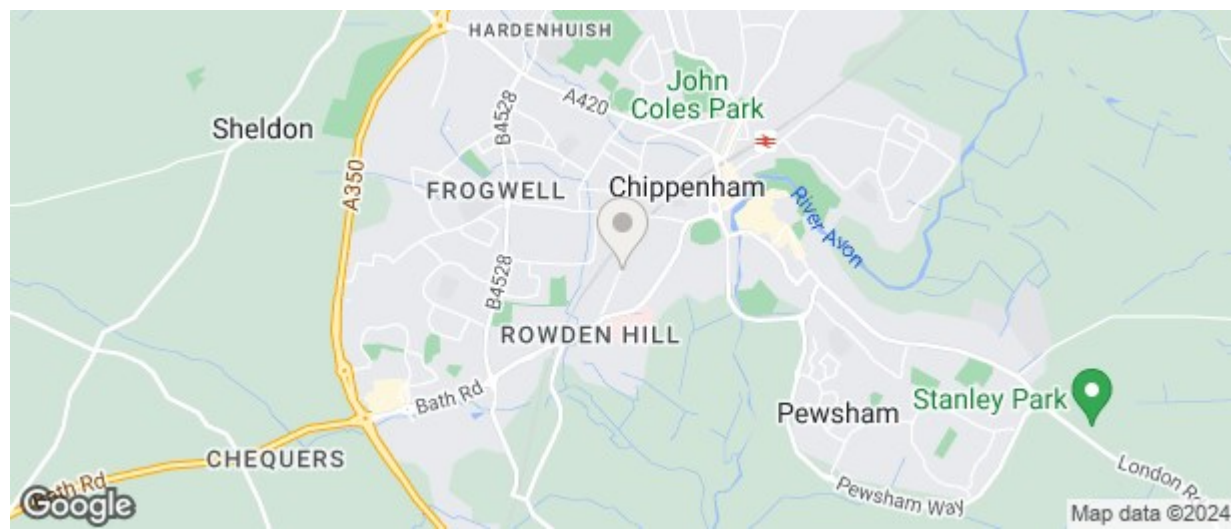 HARDENHUISH
John
Coles Park
A420
B4528
Sheldon
A350
FROGWELL
Chippenham
River Avon
B4528
ROWDEN HILL
Bath Rd
Pewsham
Stanley Park
CHEQUERS
Bath Rd
London
Pewsham Way
Google
Map data ©2024